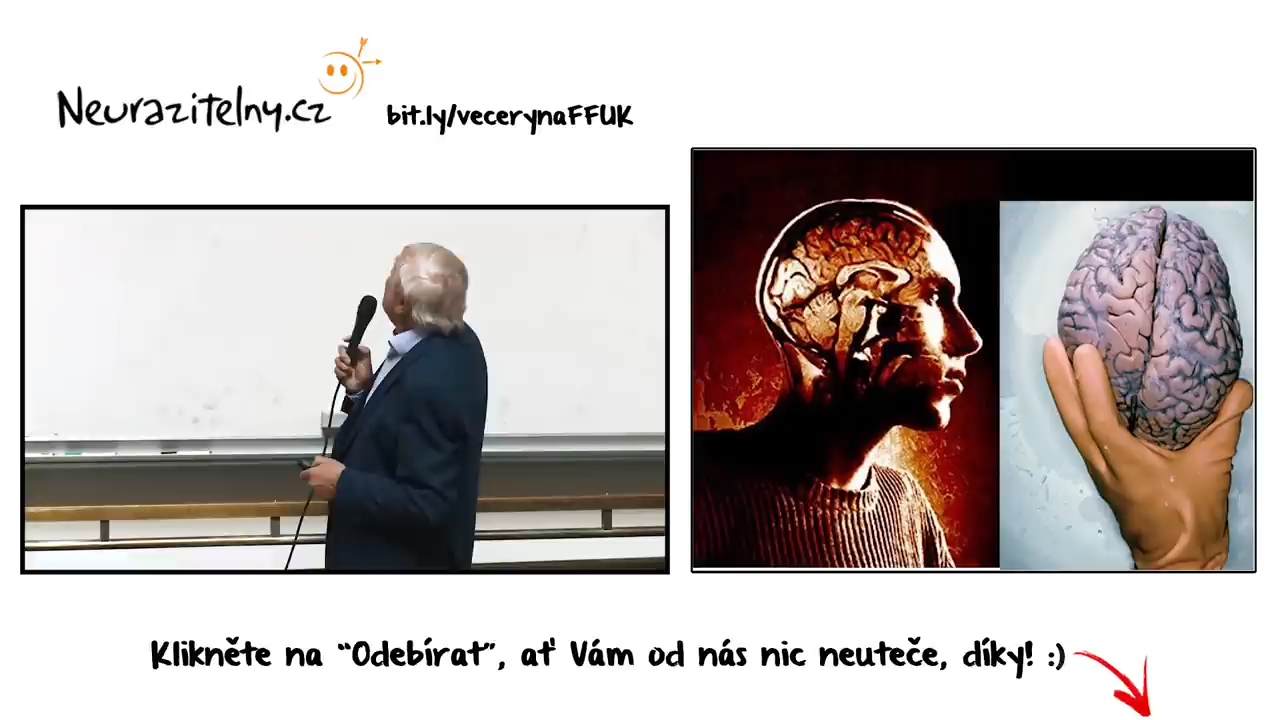 Neurazitelny.cz
bit.ly/vecerynaFFUK
Klikněte na “Odebírat”, ať Vám od nás nic neuteče, díky! :)